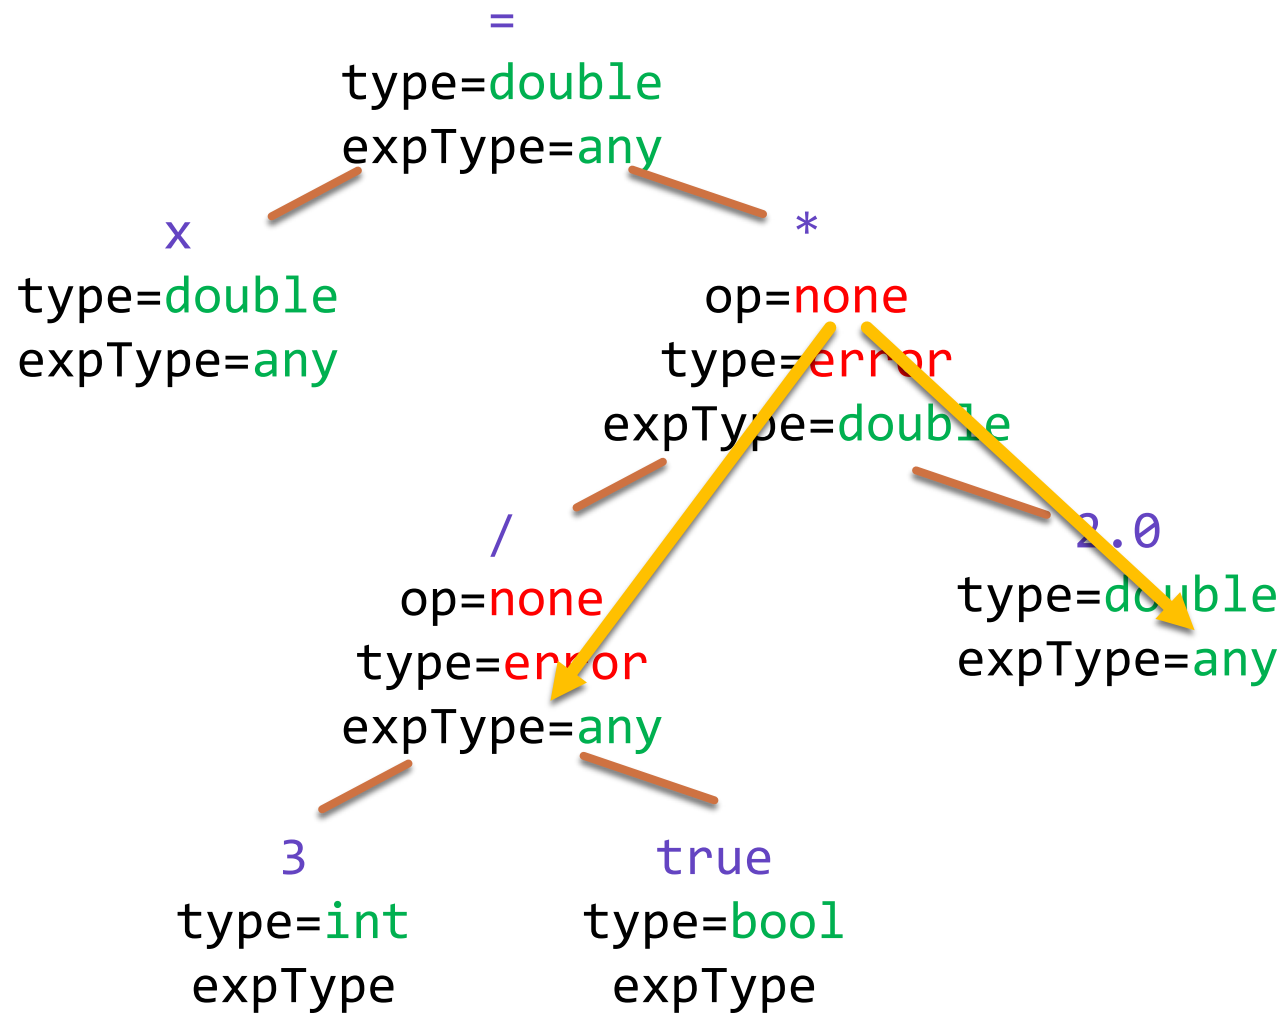 =
type=double
expType=any
x
type=double
expType=any
*
op=none
type=error
expType=double
/
op=none
type=error
expType=any
2.0
type=double
expType=any
3
type=int
expType
true
type=bool
expType